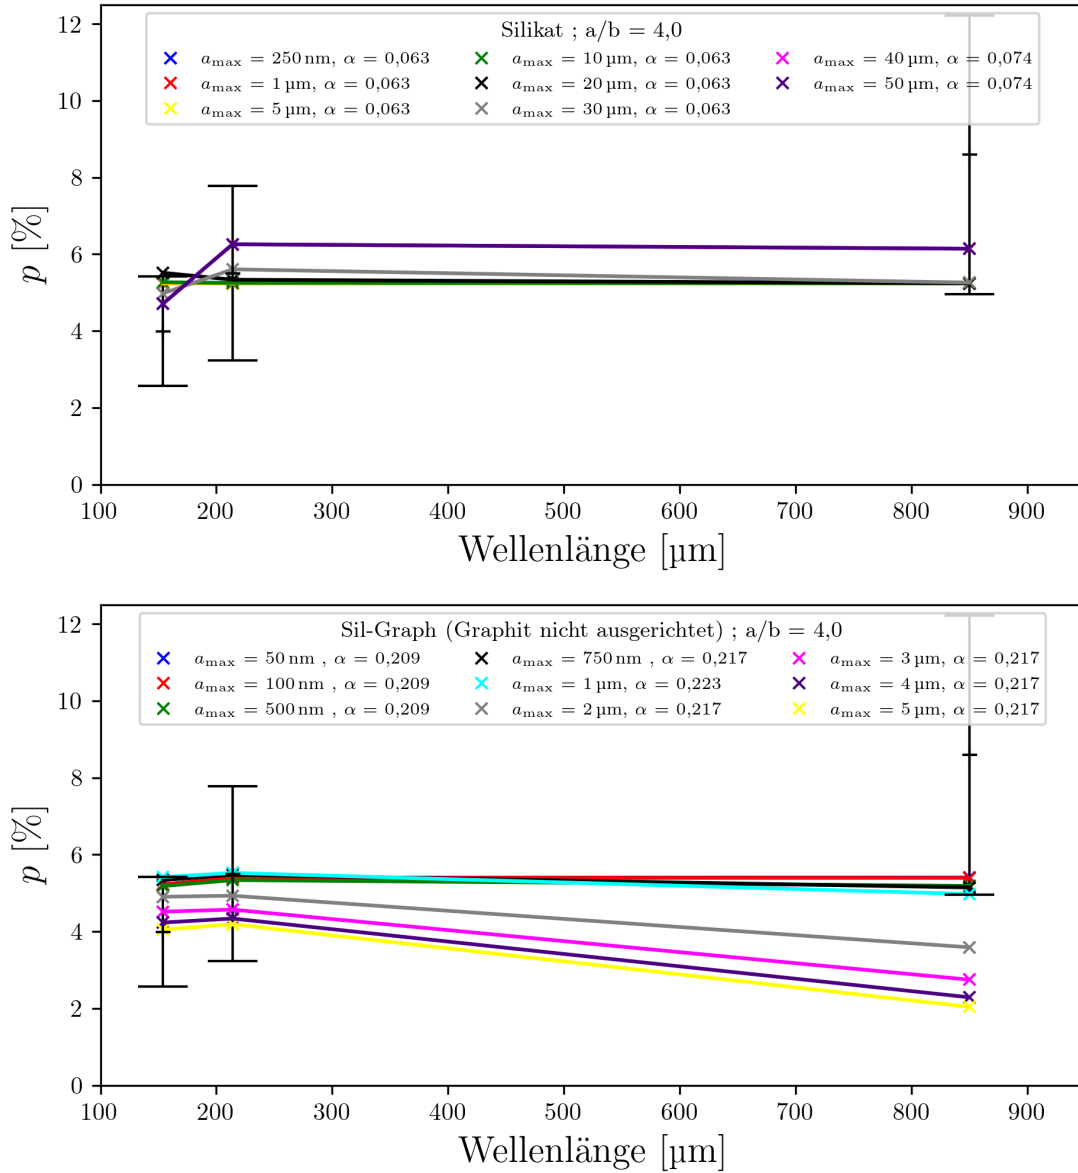 12
10
8
6
4
2
0
p [%]
Silikat ; a/b = 4,0
a_max = 250 nm, α = 0,063
a_max = 1 µm, α = 0,063
a_max = 5 µm, α = 0,063
a_max = 10 µm, α = 0,063
a_max = 20 µm, α = 0,063
a_max = 30 µm, α = 0,063
a_max = 40 µm, α = 0,074
a_max = 50 µm, α = 0,074
100 200 300 400 500 600 700 800 900
Wellenlänge [µm]
12
10
8
6
4
2
0
p [%]
Sil-Graph (Graphit nicht ausgerichtet) ; a/b = 4,0
a_max = 50 nm , α = 0,209
a_max = 100 nm , α = 0,209
a_max = 500 nm , α = 0,209
a_max = 750 nm , α = 0,217
a_max = 1 µm, α = 0,223
a_max = 2 µm, α = 0,217
a_max = 3 µm, α = 0,217
a_max = 4 µm, α = 0,217
a_max = 5 µm, α = 0,217
100 200 300 400 500 600 700 800 900
Wellenlänge [µm]